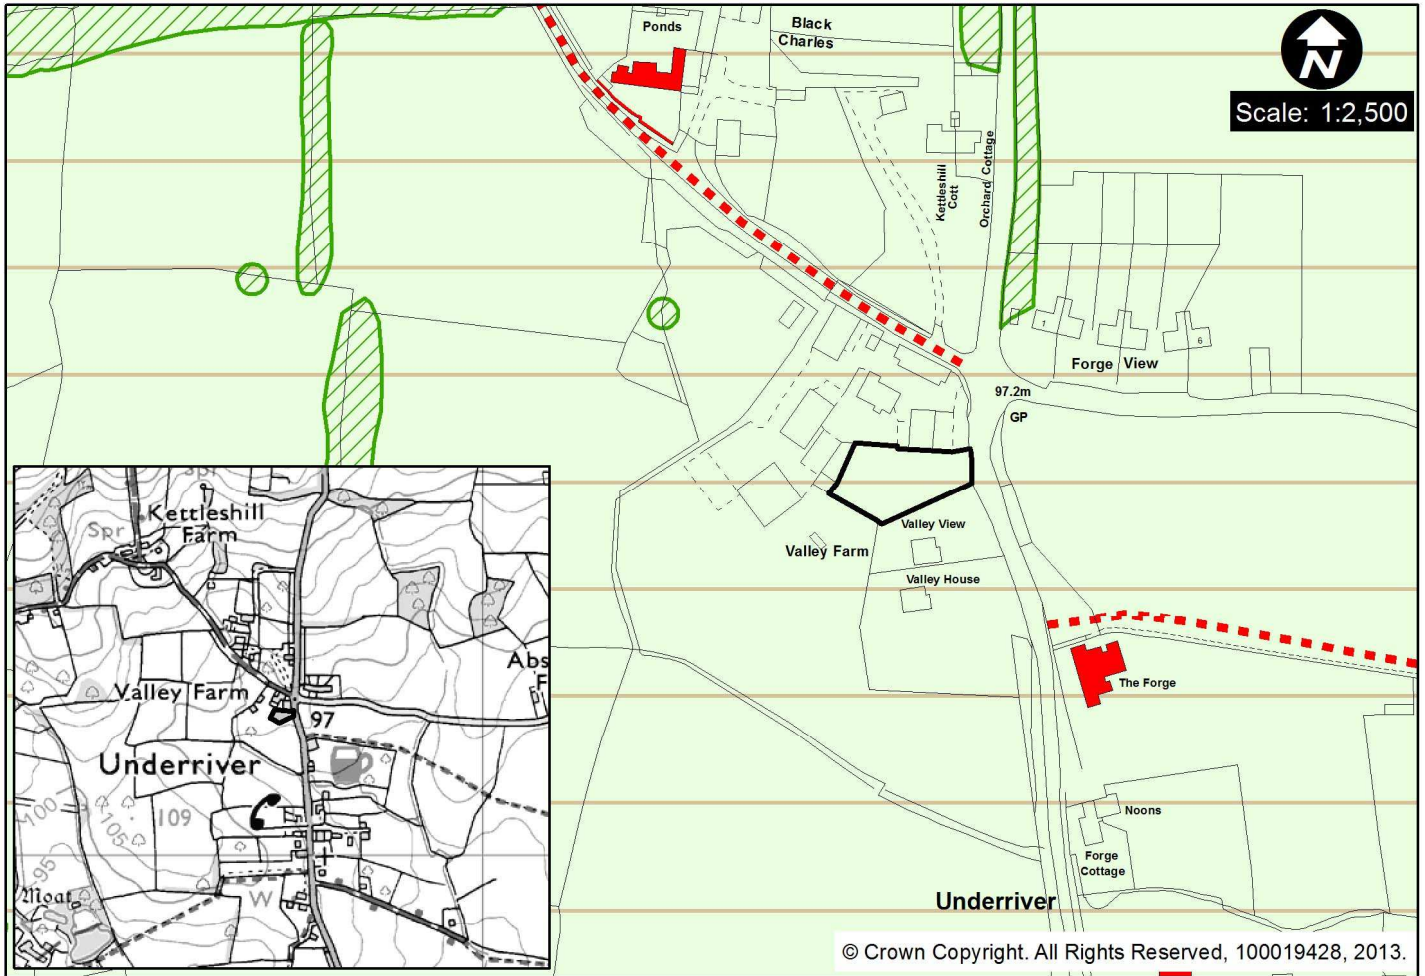 Ponds
Black
Charles
N
Scale: 1:2,500
Kettleshill
Cott
Orchard Cottage
1
6
Forge View
97.2m
GP
Valley View
Valley Farm
Valley House
The Forge
Noons
Forge
Cottage
Underriver
Spr
Kettleshill
Farm
Spr
Abs
F
Valley Farm
97
Underriver
109
100
105
95
Moat
W
© Crown Copyright. All Rights Reserved, 100019428, 2013.